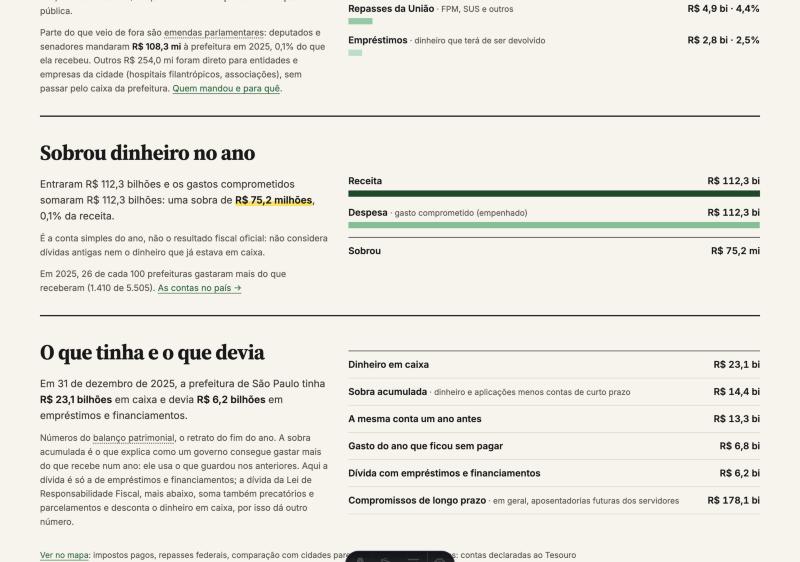 pública.
Parte do que veio de fora são emendas parlamentares: deputados e
senadores mandaram R$ 108,3 mi à prefeitura em 2025, 0,1% do que
ela recebeu. Outros R$ 254,0 mi foram direto para entidades e
empresas da cidade (hospitais filantrópicos, associações), sem
passar pelo caixa da prefeitura. Quem mandou e para quê.
Repasses da União · FPM, SUS e outros R$ 4,9 bi · 4,4%
Empréstimos · dinheiro que terá de ser devolvido R$ 2,8 bi · 2,5%
Sobrou dinheiro no ano
Entraram R$ 112,3 bilhões e os gastos comprometidos
somaram R$ 112,3 bilhões: uma sobra de R$ 75,2 milhões,
0,1% da receita.
É a conta simples do ano, não o resultado fiscal oficial: não considera
dívidas antigas nem o dinheiro que já estava em caixa.
Em 2025, 26 de cada 100 prefeituras gastaram mais do que
receberam (1.410 de 5.505). As contas no país →
Receita R$ 112,3 bi
Despesa · gasto comprometido (empenhado) R$ 112,3 bi
Sobrou R$ 75,2 mi
O que tinha e o que devia
Em 31 de dezembro de 2025, a prefeitura de São Paulo tinha
R$ 23,1 bilhões em caixa e devia R$ 6,2 bilhões em
empréstimos e financiamentos.
Números do balanço patrimonial, o retrato do fim do ano. A sobra
acumulada é o que explica como um governo consegue gastar mais
do que recebe num ano: ele usa o que guardou nos anteriores. Aqui a
dívida é só a de empréstimos e financiamentos; a dívida da Lei de
Responsabilidade Fiscal, mais abaixo, soma também precatórios e
parcelamentos e desconta o dinheiro em caixa, por isso dá outro
número.
Dinheiro em caixa R$ 23,1 bi
Sobra acumulada · dinheiro e aplicações menos contas de curto prazo R$ 14,4 bi
A mesma conta um ano antes R$ 13,3 bi
Gasto do ano que ficou sem pagar R$ 6,8 bi
Dívida com empréstimos e financiamentos R$ 6,2 bi
Compromissos de longo prazo · em geral, aposentadorias futuras dos servidores R$ 178,1 bi
Ver no mapa: impostos pagos, repasses federais, comparação com cidades : contas declaradas ao Tesouro